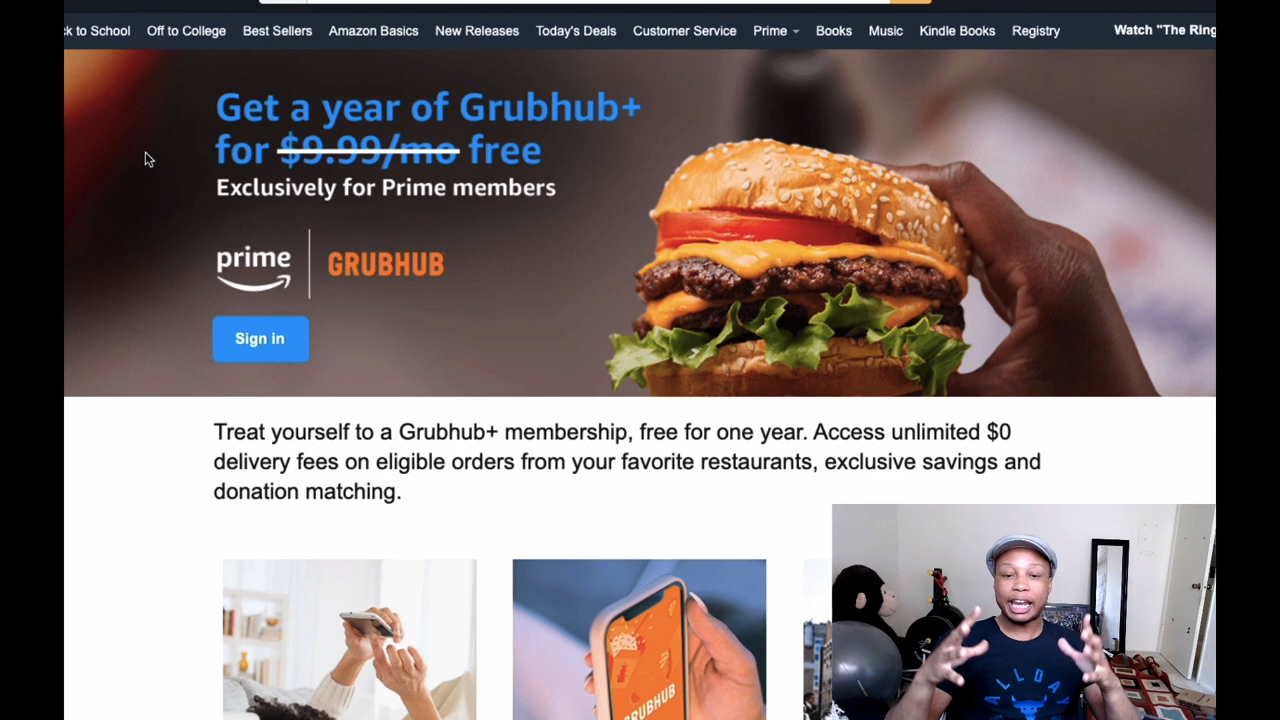 ck to School Off to College Best Sellers Amazon Basics New Releases Today's Deals Customer Service Prime Books Music Kindle Books Registry Watch "The Ring
Get a year of Grubhub+
for $9.99/mo free
Exclusively for Prime members
prime GRUBHUB
Sign in
Treat yourself to a Grubhub+ membership, free for one year. Access unlimited $0
delivery fees on eligible orders from your favorite restaurants, exclusive savings and
donation matching.
GRUBHUB
ALL DA